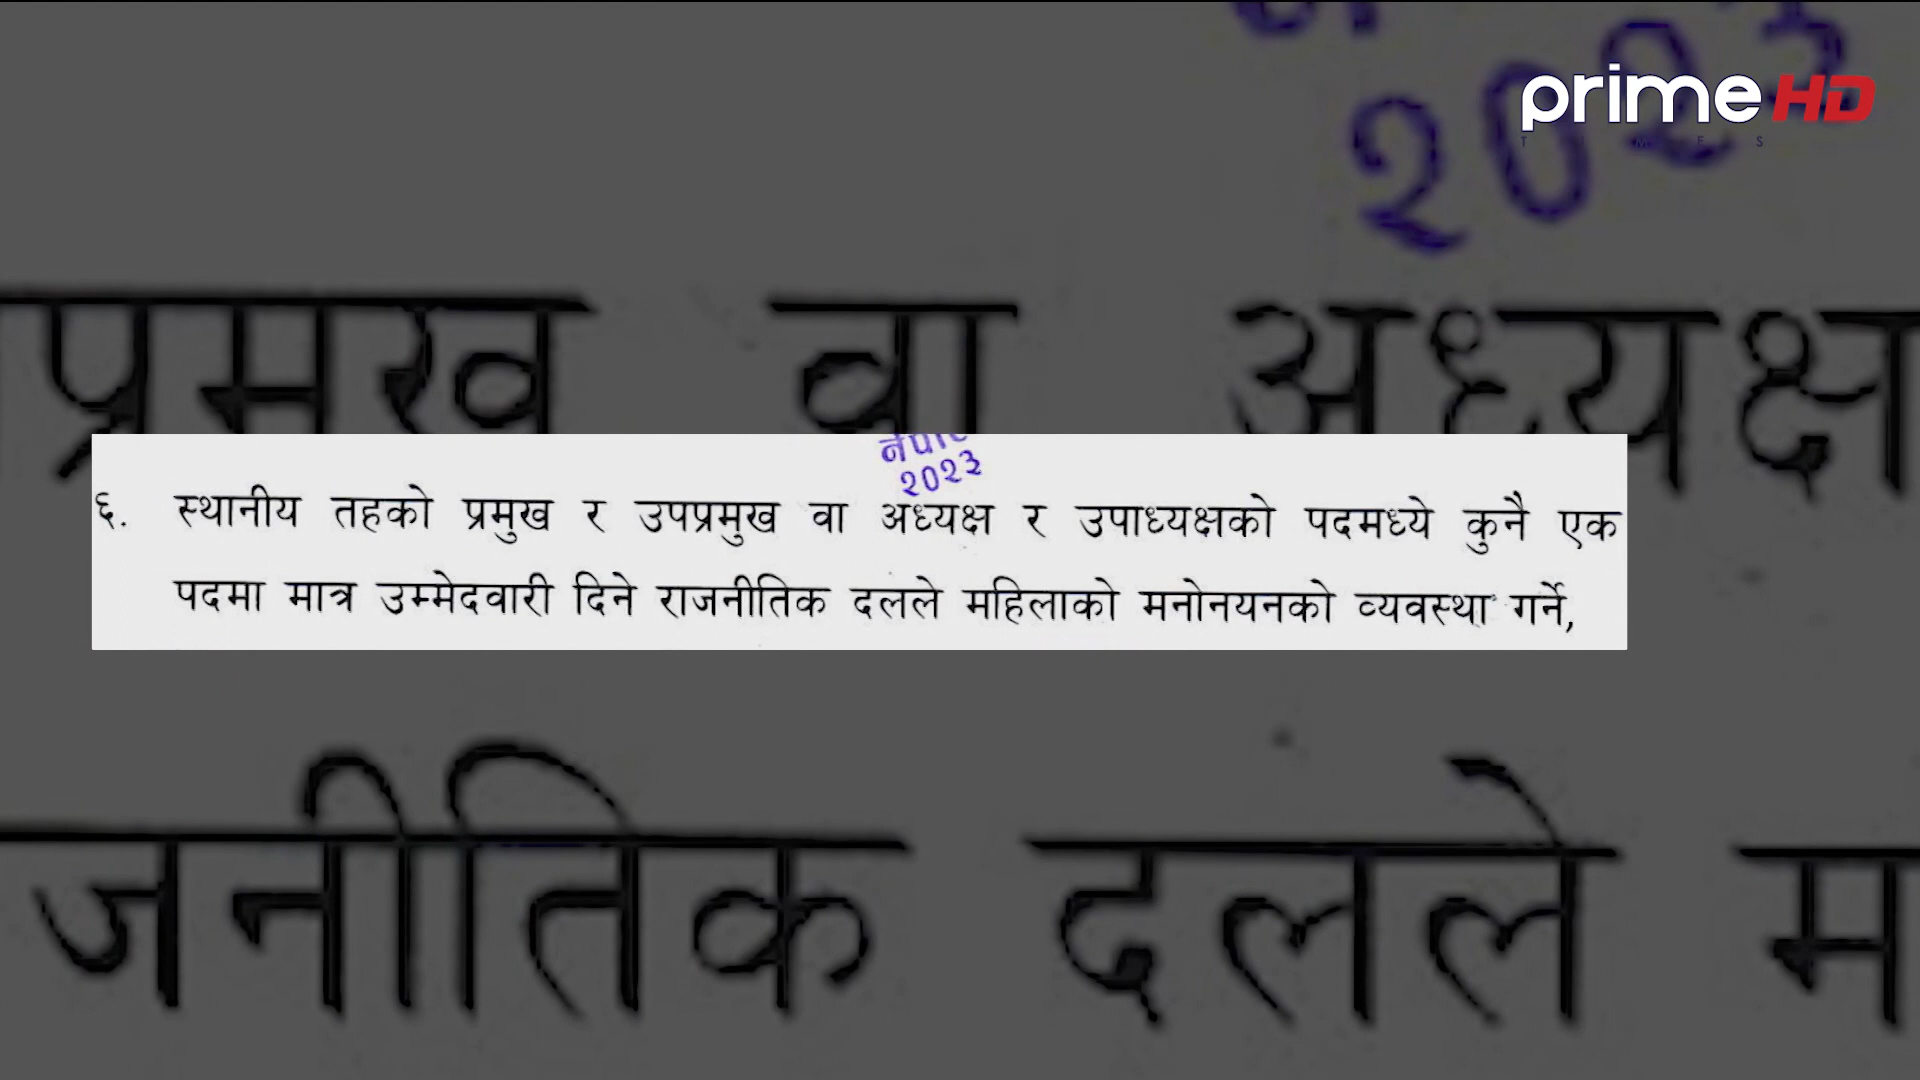 २०२३
prime HD
प्रमुख वा अध्यक्ष
नेपाल
२०२३
६. स्थानीय तहको प्रमुख र उपप्रमुख वा अध्यक्ष र उपाध्यक्षको पदमध्ये कुनै एक
पदमा मात्र उम्मेदवारी दिने राजनीतिक दलले महिलाको मनोनयनको व्यवस्था गर्ने,
जनीतिक दलले म